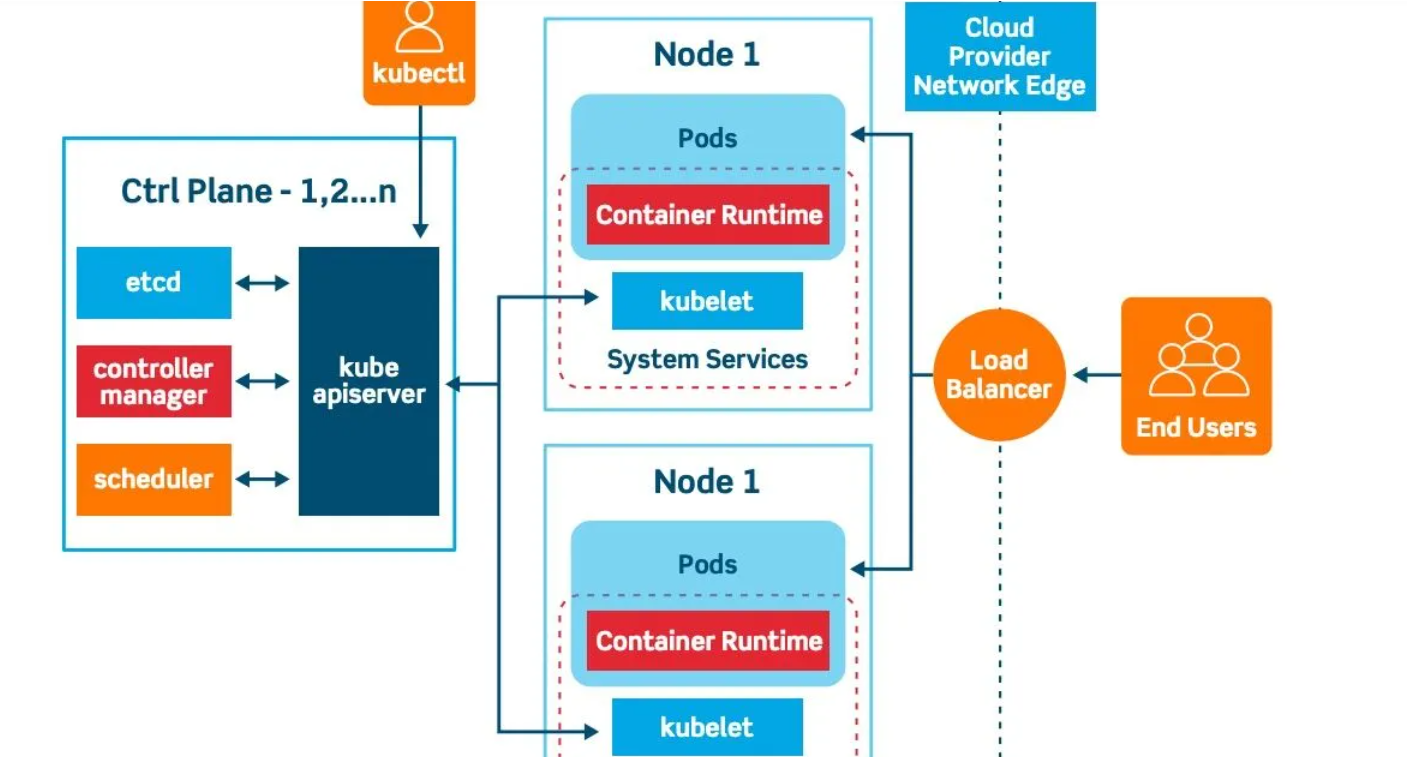 kubectl
Ctrl Plane - 1,2...n
etcd
controller
manager
scheduler
kube
apiserver
Node 1
Pods
Container Runtime
kubelet
System Services
Node 1
Pods
Container Runtime
kubelet
Cloud
Provider
Network Edge
Load
Balancer
End Users